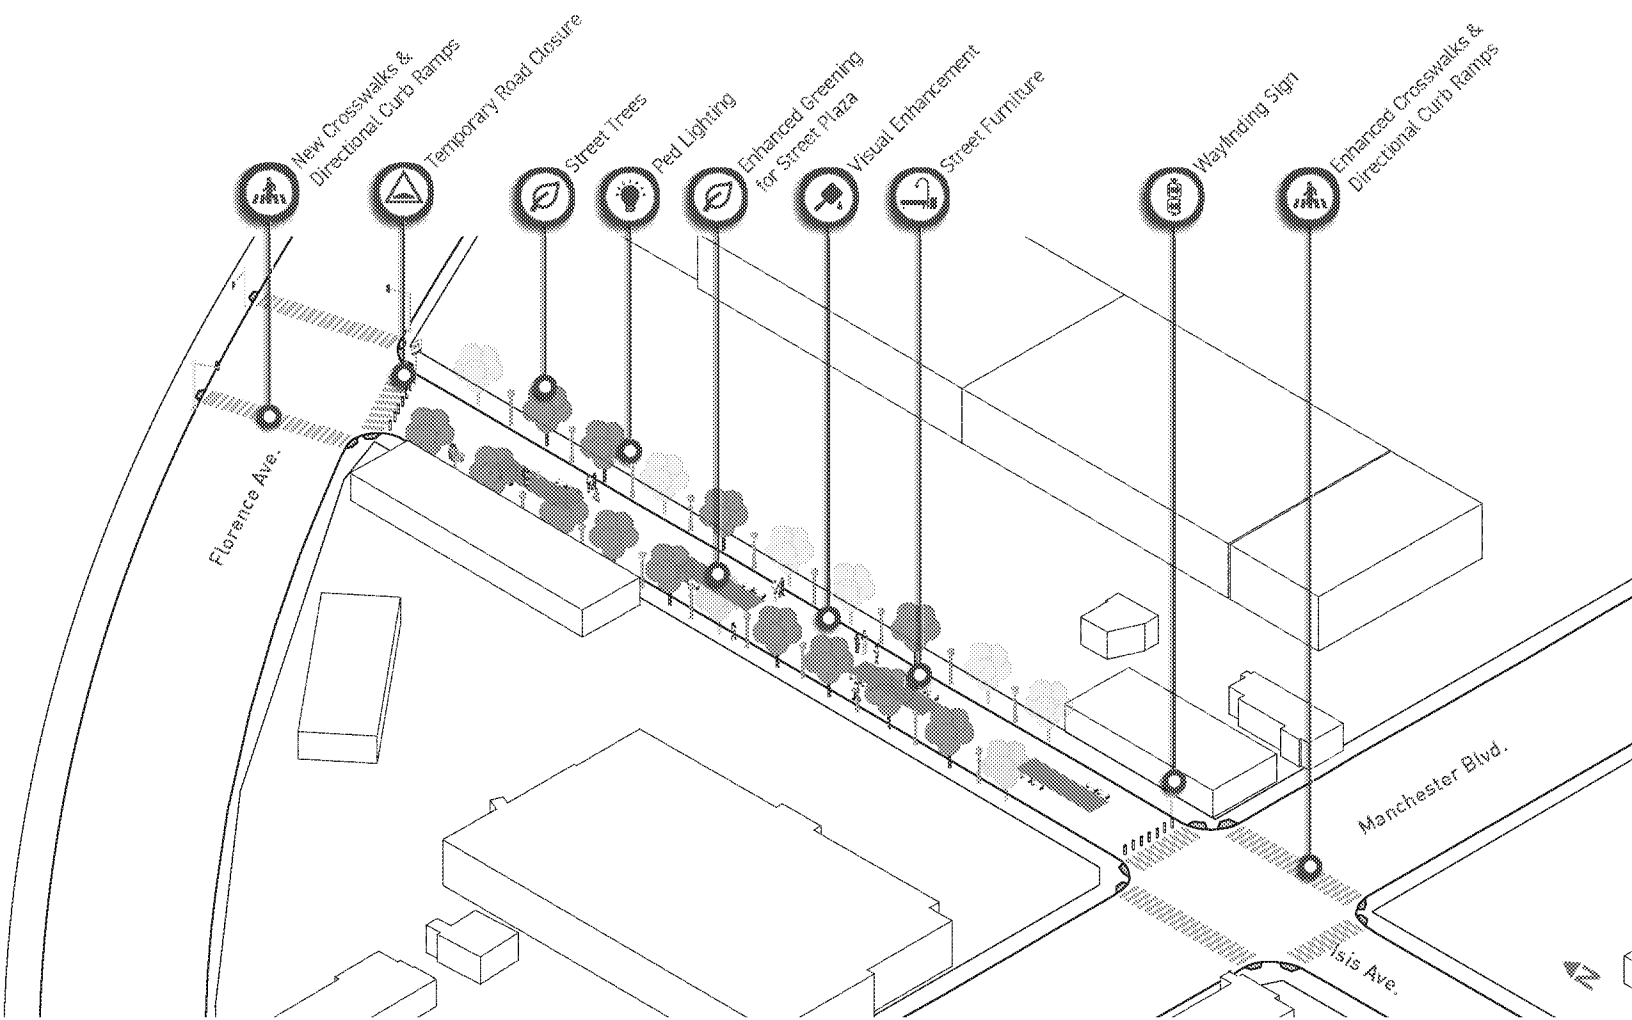 New Crosswalks &
Directional Curb Ramps
Temporary Road Closure
Street Trees
Ped Lighting
Enhanced Greening
for Street Plaza
Visual Enhancement
Street Furniture
Wayfinding Sign
Enhanced Crosswalks &
Directional Curb Ramps
Florence Ave.
Manchester Blvd.
Isis Ave.
N